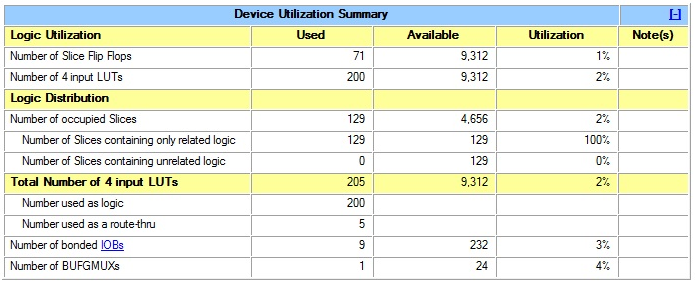 Device Utilization Summary [-]
Logic Utilization Used Available Utilization Note(s)
Number of Slice Flip Flops 71 9,312 1%
Number of 4 input LUTs 200 9,312 2%
Logic Distribution
Number of occupied Slices 129 4,656 2%
Number of Slices containing only related logic 129 129 100%
Number of Slices containing unrelated logic 0 129 0%
Total Number of 4 input LUTs 205 9,312 2%
Number used as logic 200
Number used as a route-thru 5
Number of bonded IOBs 9 232 3%
Number of BUFGMUXs 1 24 4%